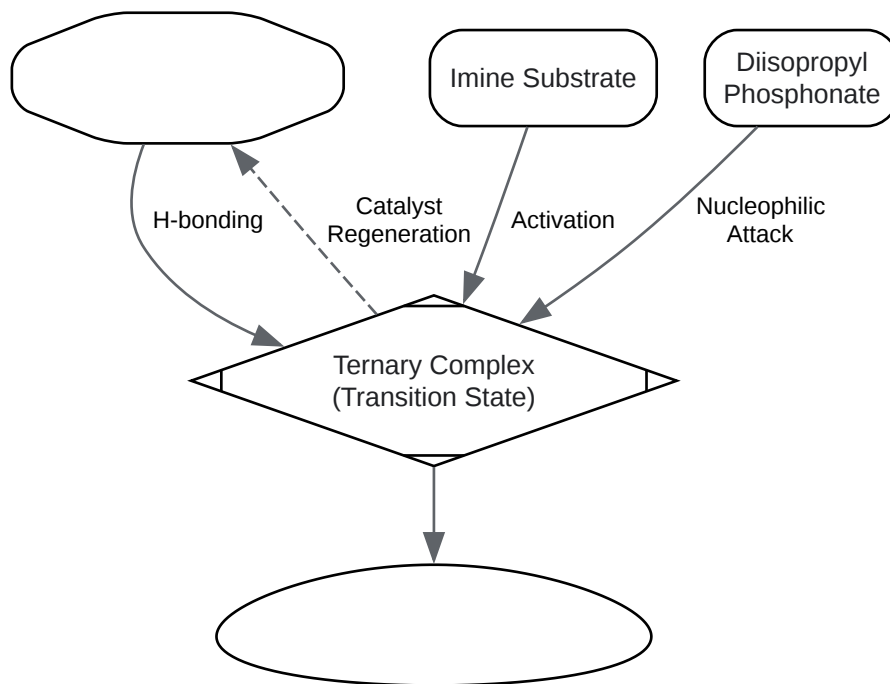 Imine Substrate
Diisopropyl
Phosphonate
H-bonding
Catalyst
Regeneration
Activation
Nucleophilic
Attack
Ternary Complex
(Transition State)